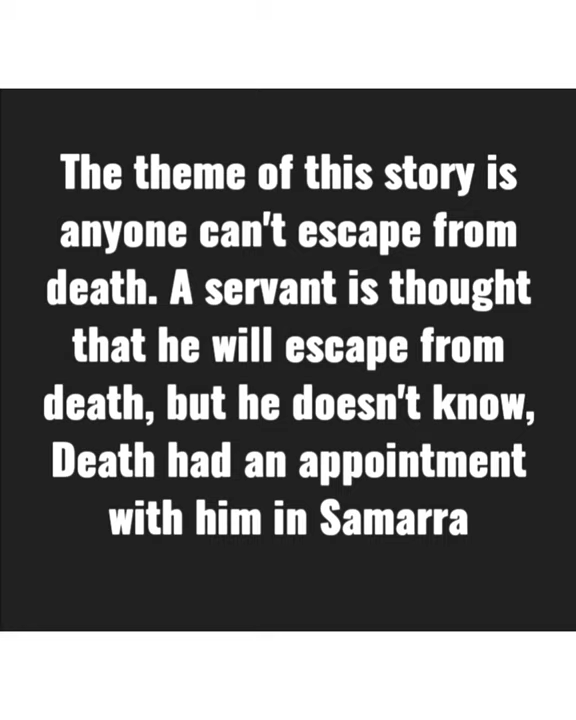 The theme of this story is
anyone can't escape from
death. A servant is thought
that he will escape from
death, but he doesn't know,
Death had an appointment
with him in Samarra